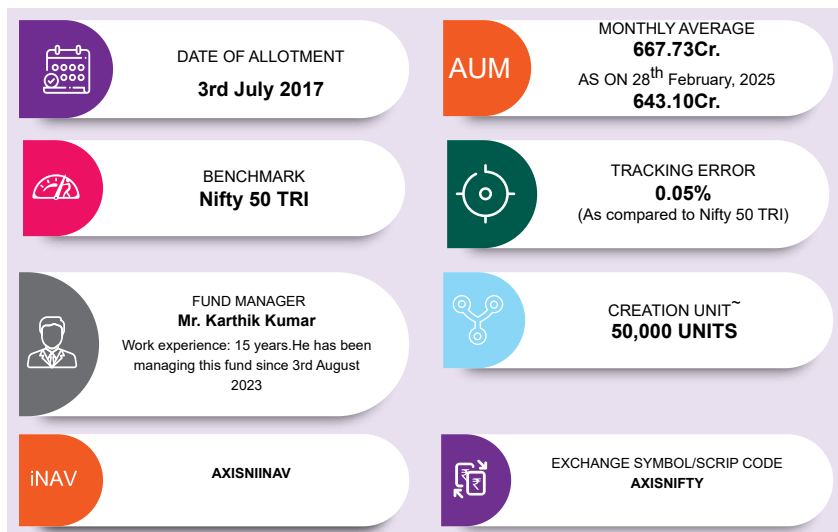 DATE OF ALLOTMENT
3rd July 2017
AUM
MONTHLY AVERAGE
667.73Cr.
AS ON 28th February, 2025
643.10Cr.
BENCHMARK
Nifty 50 TRI
TRACKING ERROR
0.05%
(As compared to Nifty 50 TRI)
FUND MANAGER
Mr. Karthik Kumar
Work experience: 15 years.He has been
managing this fund since 3rd August
2023
CREATION UNIT~
50,000 UNITS
iNAV
AXISNIINAV
₹
₹
EXCHANGE SYMBOL/SCRIP CODE
AXISNIFTY